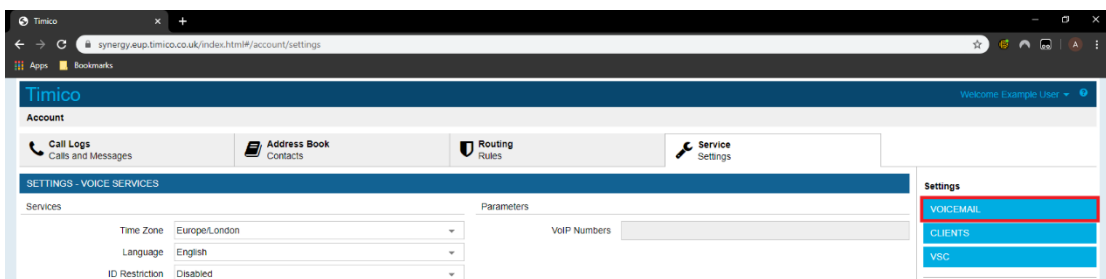 Timico
synergy.eup.timico.co.uk/index.html#/account/settings
A
Apps Bookmarks
Timico Welcome Example User
Account
Call Logs
Calls and Messages
Address Book
Contacts
Routing
Rules
Service
Settings
SETTINGS - VOICE SERVICES
Services
Time Zone Europe/London
Language English
ID Restriction Disabled
Parameters
VoIP Numbers
Settings
VOICEMAIL
CLIENTS
VSC